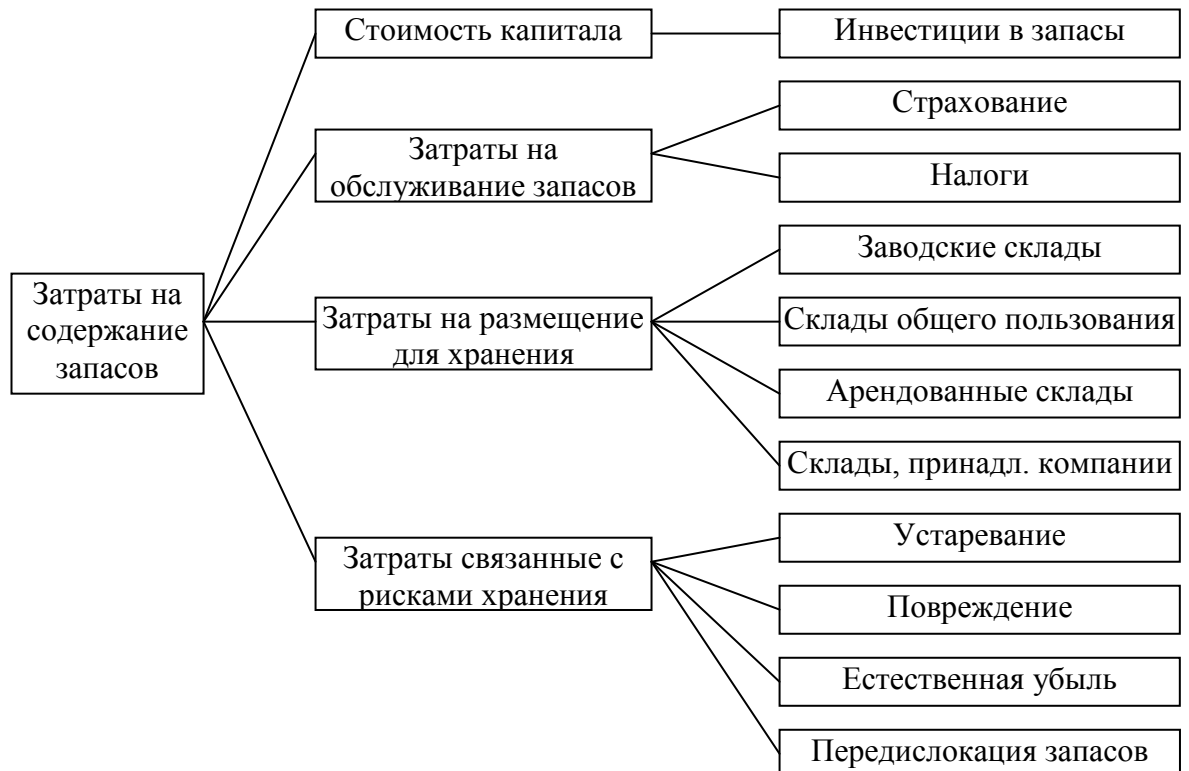 Затраты на
содержание
запасов
Стоимость капитала
Инвестиции в запасы
Затраты на
обслуживание запасов
Страхование
Налоги
Затраты на размещение
для хранения
Заводские склады
Склады общего пользования
Арендованные склады
Склады, принадл. компании
Затраты связанные с
рисками хранения
Устаревание
Повреждение
Естественная убыль
Передислокация запасов